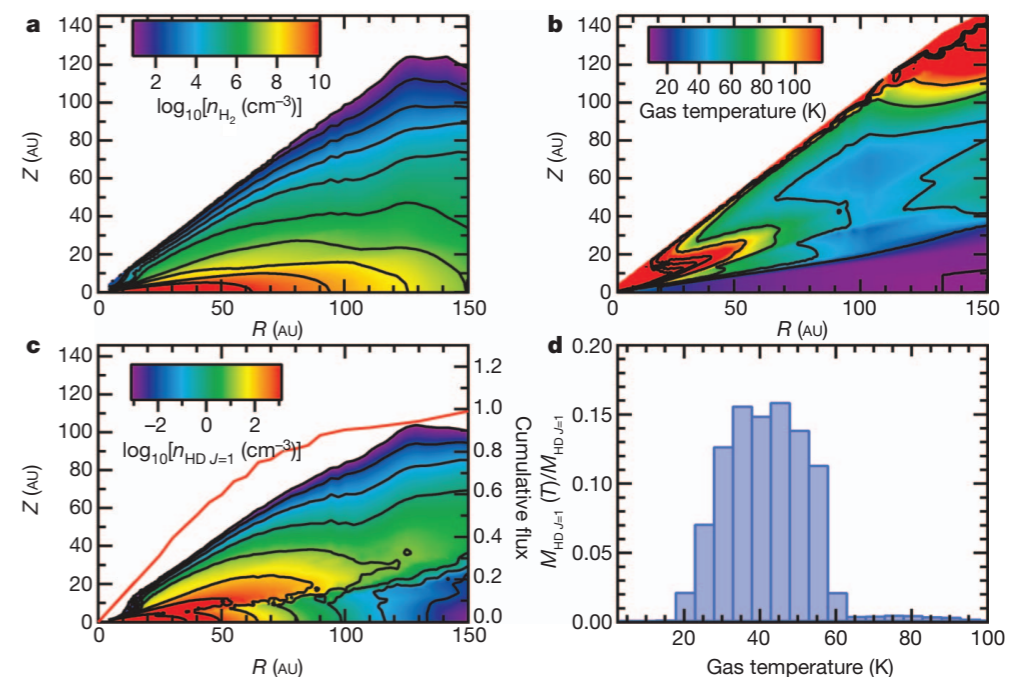 a
140
120
100
80
60
40
20
0
Z (AU)
2 4 6 8 10
log10[nH2 (cm–3)]
0 50 100 150
R (AU)
b
140
120
100
80
60
40
20
0
Z (AU)
20 40 60 80 100
Gas temperature (K)
0 50 100 150
R (AU)
c
140
120
100
80
60
40
20
0
Z (AU)
–2 0 2
log10[nHD J=1 (cm–3)]
1.2
1.0
0.8
0.6
0.4
0.2
0.0
Cumulative flux
0 50 100 150
R (AU)
d
0.20
0.15
0.10
0.05
0.00
MHD J=1 (T)/MHD J=1
20 40 60 80 100
Gas temperature (K)